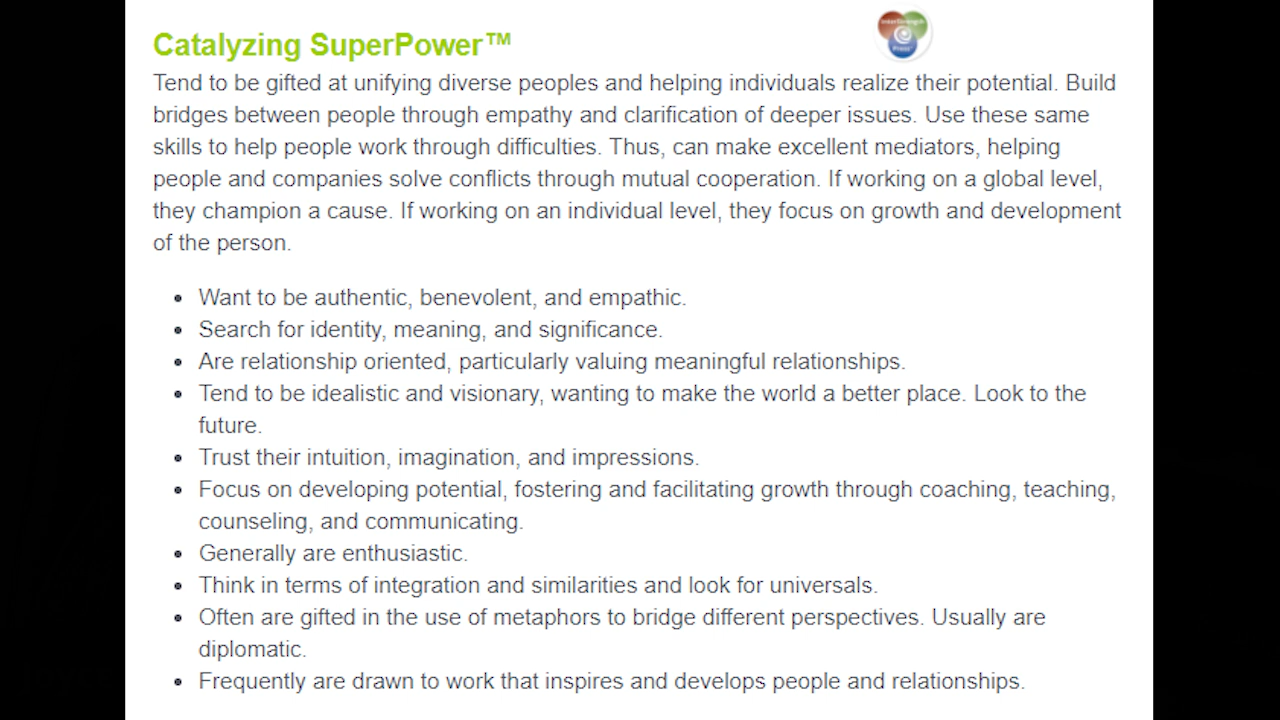 Catalyzing SuperPower™
InterStrength
Press
Tend to be gifted at unifying diverse peoples and helping individuals realize their potential. Build
bridges between people through empathy and clarification of deeper issues. Use these same
skills to help people work through difficulties. Thus, can make excellent mediators, helping
people and companies solve conflicts through mutual cooperation. If working on a global level,
they champion a cause. If working on an individual level, they focus on growth and development
of the person.
• Want to be authentic, benevolent, and empathic.
• Search for identity, meaning, and significance.
• Are relationship oriented, particularly valuing meaningful relationships.
• Tend to be idealistic and visionary, wanting to make the world a better place. Look to the
future.
• Trust their intuition, imagination, and impressions.
• Focus on developing potential, fostering and facilitating growth through coaching, teaching,
counseling, and communicating.
• Generally are enthusiastic.
• Think in terms of integration and similarities and look for universals.
• Often are gifted in the use of metaphors to bridge different perspectives. Usually are
diplomatic.
• Frequently are drawn to work that inspires and develops people and relationships.